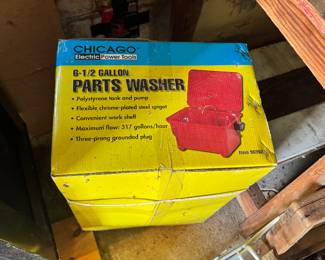 CHICAGO
Electric Power Tools
6-1/2 GALLON
PARTS WASHER
• Polystyrene tank and pump
• Flexible chrome-plated steel spigot
• Convenient work shelf
• Maximum flow: 317 gallons/hour
• Three-prong grounded plug
Item